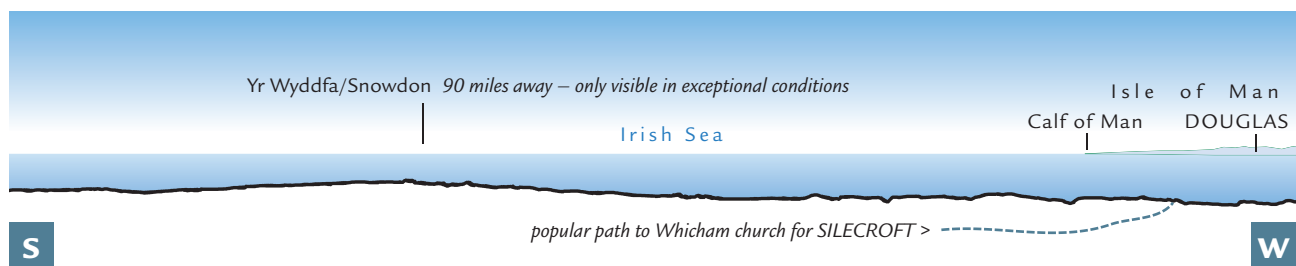 Yr Wyddfa/Snowdon 90 miles away – only visible in exceptional conditions
Isle of Man
Calf of Man DOUGLAS
Irish Sea
popular path to Whicham church for SILECROFT >
S W